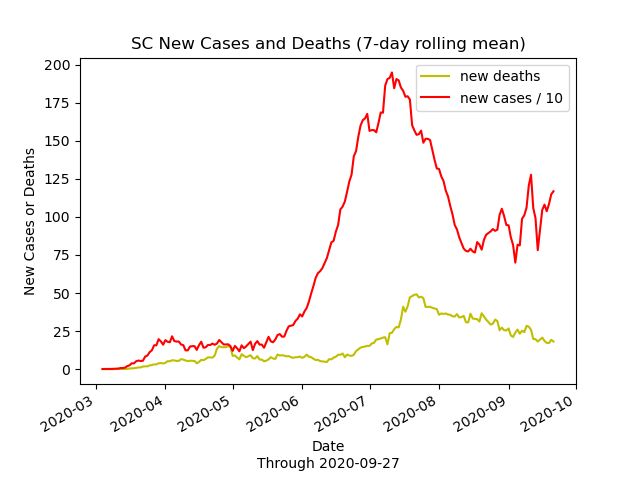 SC New Cases and Deaths (7-day rolling mean)
new deaths
new cases / 10
New Cases or Deaths
200
175
150
125
100
75
50
25
0
2020-03
2020-04
2020-05
2020-06
2020-07
2020-08
2020-09
2020-10
Date
Through 2020-09-27